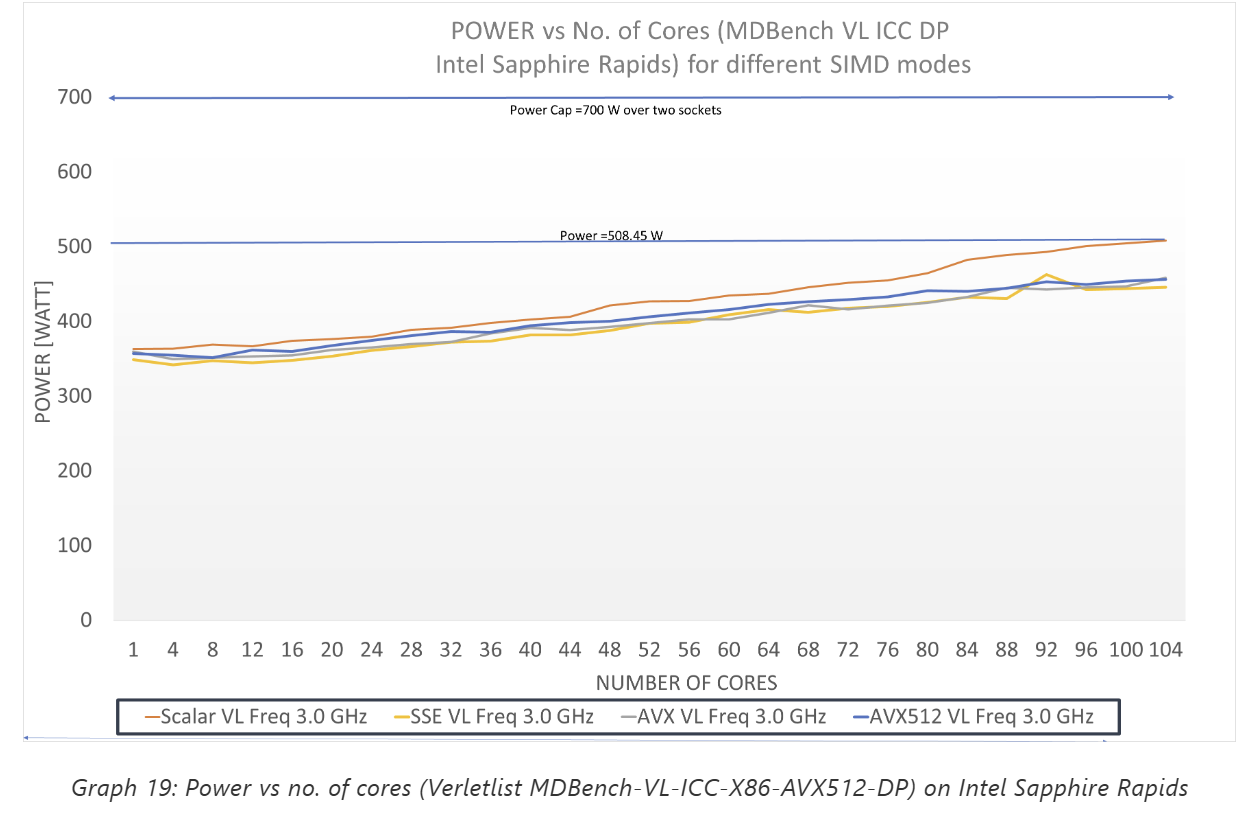 POWER vs No. of Cores (MDBench VL ICC DP
Intel Sapphire Rapids) for different SIMD modes
700
Power Cap =700 W over two sockets
600
500
Power =508.45 W
400
300
200
100
0
POWER [WATT]
1 4 8 12 16 20 24 28 32 36 40 44 48 52 56 60 64 68 72 76 80 84 88 92 96 100 104
NUMBER OF CORES
Scalar VL Freq 3.0 GHz SSE VL Freq 3.0 GHz AVX VL Freq 3.0 GHz AVX512 VL Freq 3.0 GHz
Graph 19: Power vs no. of cores (Verletlist MDBench-VL-ICC-X86-AVX512-DP) on Intel Sapphire Rapids